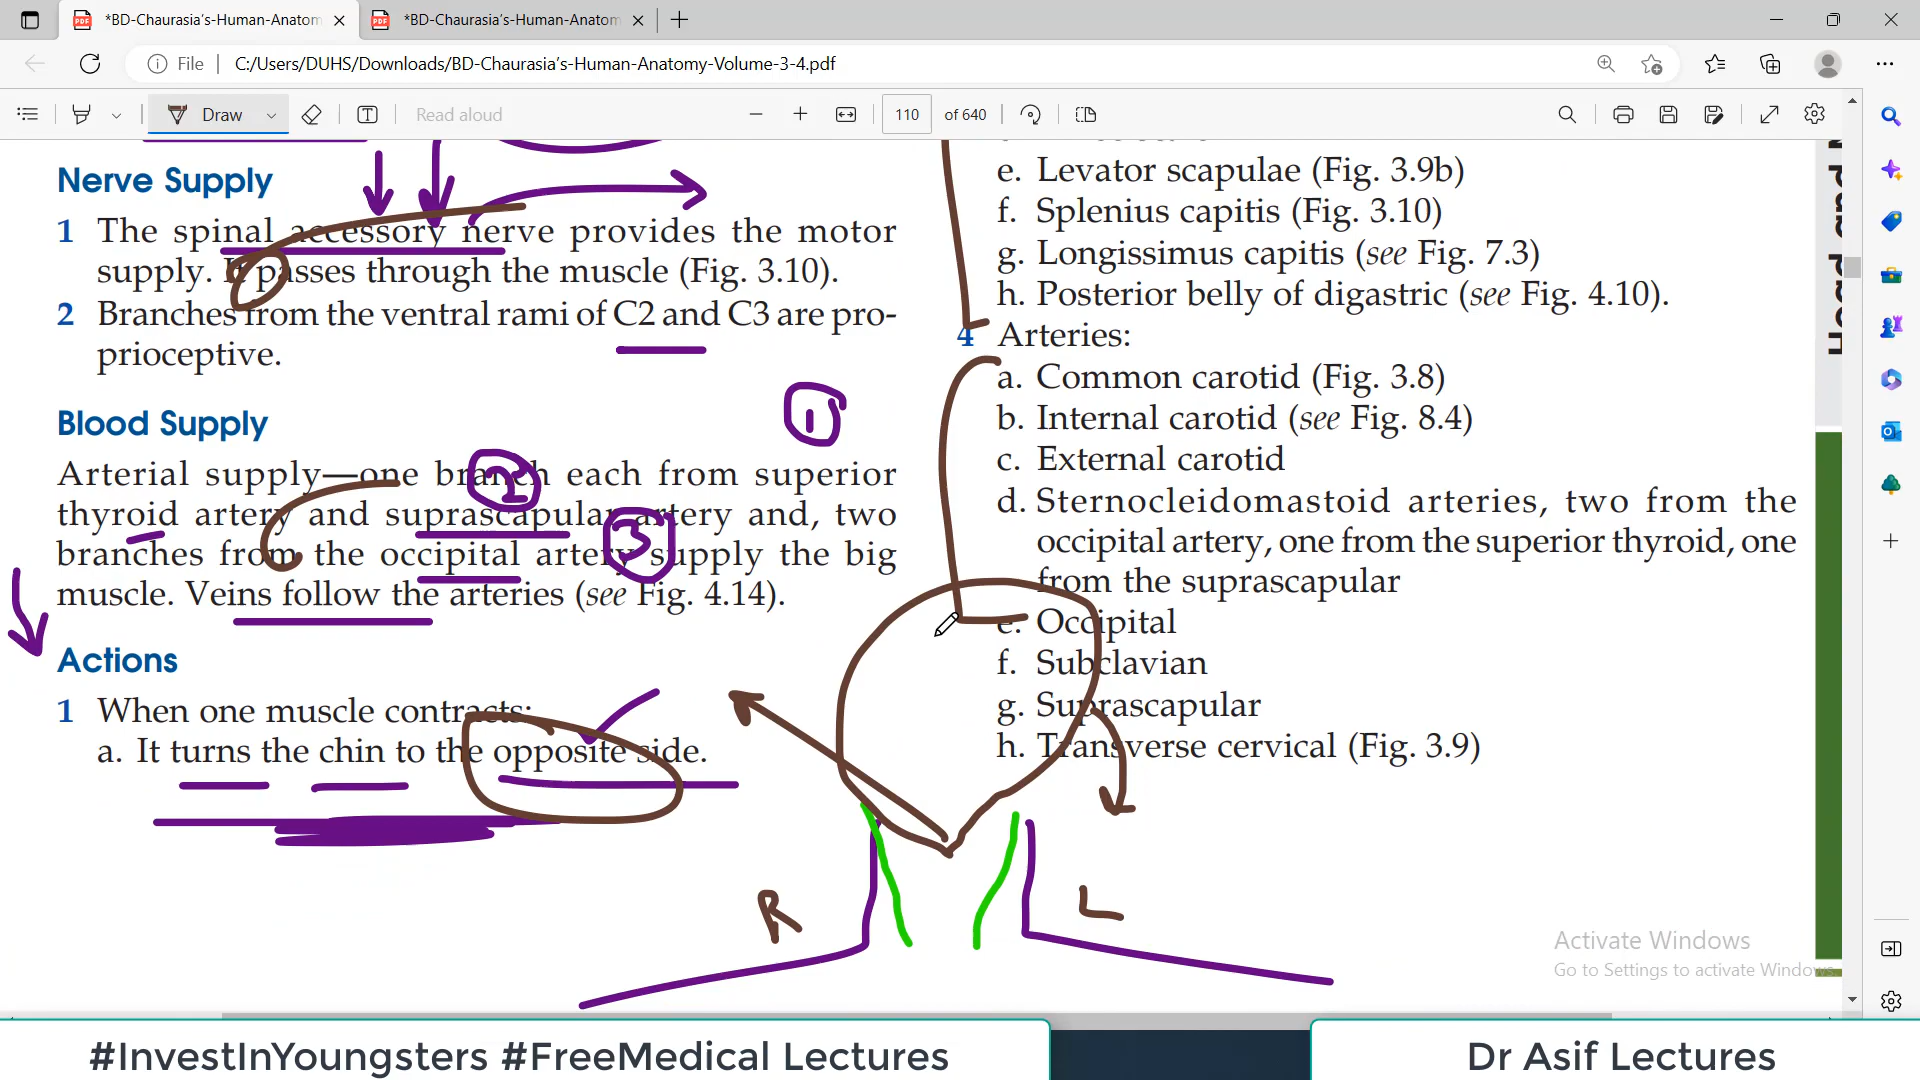 *BD-Chaurasia's-Human-Anatom
*BD-Chaurasia's-Human-Anatom
File
C:/Users/DUHS/Downloads/BD-Chaurasia's-Human-Anatomy-Volume-3-4.pdf
Draw
Read aloud
110 of 640
Nerve Supply
1 The spinal accessory nerve provides the motor
supply. It passes through the muscle (Fig. 3.10).
2 Branches from the ventral rami of C2 and C3 are pro-
prioceptive.
1
Blood Supply
Arterial supply—one branch each from superior
2
thyroid artery and suprascapular artery and, two
3
branches from the occipital artery supply the big
muscle. Veins follow the arteries (see Fig. 4.14).
Actions
1 When one muscle contracts:
a. It turns the chin to the opposite side.
e. Levator scapulae (Fig. 3.9b)
f. Splenius capitis (Fig. 3.10)
g. Longissimus capitis (see Fig. 7.3)
h. Posterior belly of digastric (see Fig. 4.10).
4 Arteries:
a. Common carotid (Fig. 3.8)
b. Internal carotid (see Fig. 8.4)
c. External carotid
d. Sternocleidomastoid arteries, two from the
occipital artery, one from the superior thyroid, one
from the suprascapular
e. Occipital
f. Subclavian
g. Suprascapular
h. Transverse cervical (Fig. 3.9)
R
L
Activate Windows
Go to Settings to activate Windows.
#InvestInYoungsters #FreeMedical Lectures
Dr Asif Lectures